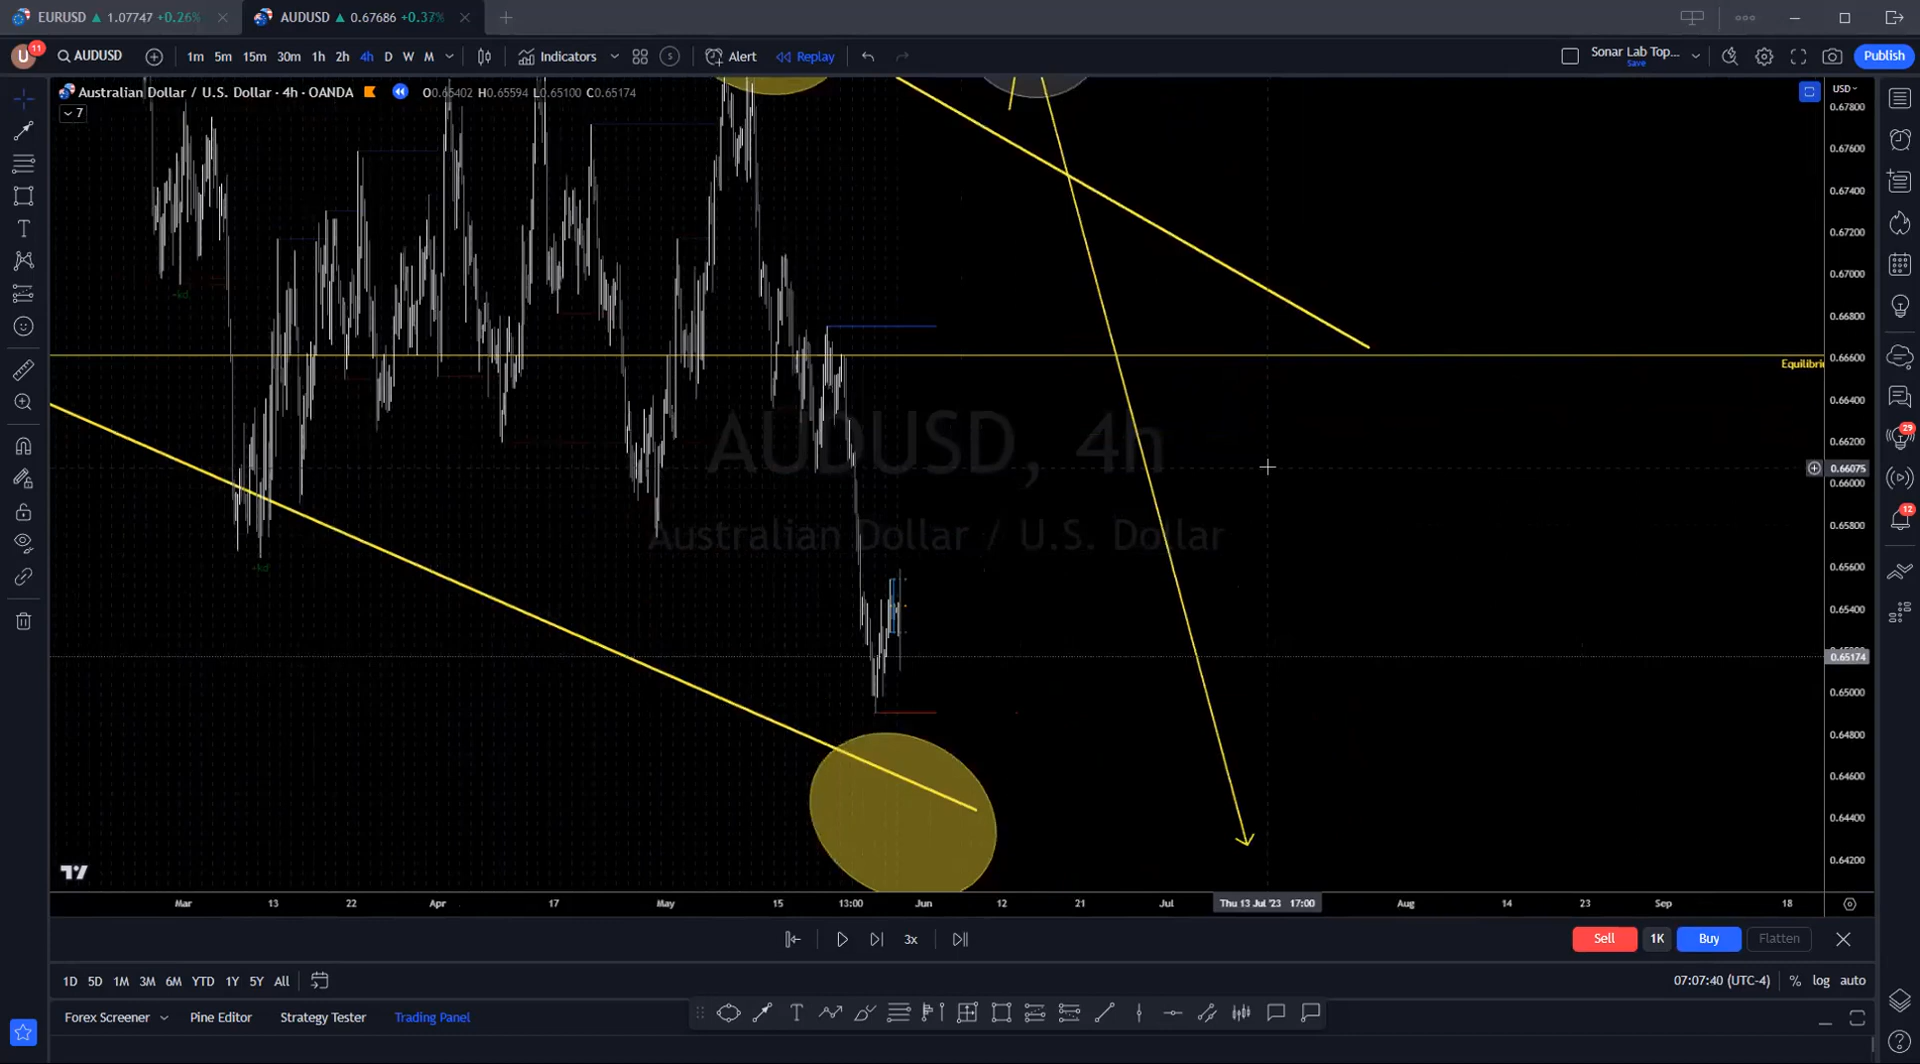 EURUSD ▲ 1.07747 +0.26%
AUDUSD ▲ 0.67686 +0.37%
U 11
AUDUSD
1m 5m 15m 30m 1h 2h 4h D W M
Indicators
Alert
Replay
Sonar Lab Top...
Save
Publish
Australian Dollar / U.S. Dollar · 4h · OANDA
O0.65402 H0.65594 L0.65100 C0.65174
USD
7
0.67800
0.67600
0.67400
0.67200
0.67000
0.66800
0.66600
Equilibri
0.66400
0.66200
0.66075
0.66000
0.65800
0.65600
0.65400
0.65174
0.65000
0.64800
0.64600
0.64400
0.64200
+kd
+kd
AUDUSD, 4h
Australian Dollar / U.S. Dollar
29
12
Mar 13 22 Apr 17 May 15 13:00 Jun 12 21 Jul Thu 13 Jul '23 17:00 Aug 14 23 Sep 18
3x
Sell 1K Buy Flatten
1D 5D 1M 3M 6M YTD 1Y 5Y All
07:07:40 (UTC-4) % log auto
Forex Screener Pine Editor Strategy Tester Trading Panel